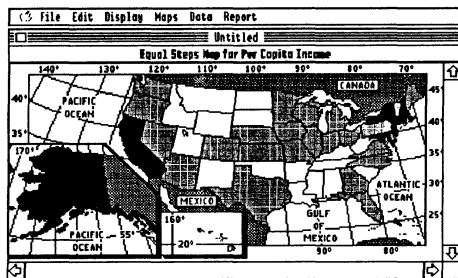 File Edit Display Maps Data Report
Untitled
Equal Steps Map for Per Capita Income
140° 130° 120° 110° 100° 90° 80° 70°
CANADA
45°
40°
PACIFIC
OCEAN
40°
35°
35°
170°
MEXICO
160°
ATLANTIC
OCEAN
30°
GULF
OF
MEXICO
25°
PACIFIC
OCEAN
55°
20°
90° 80°